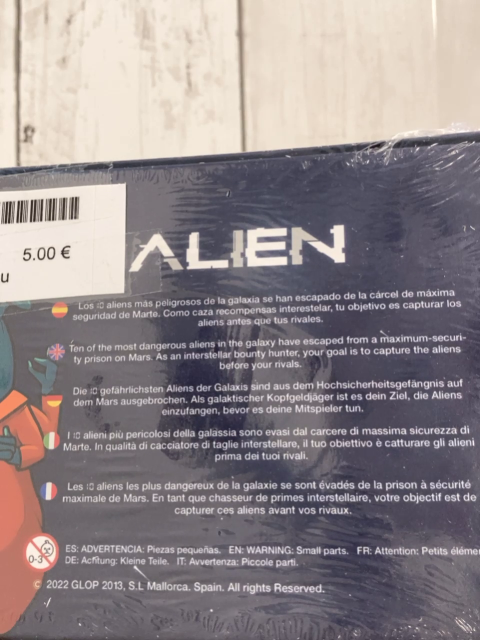 5.00 €
u
ALIEN
Los 10 aliens más peligrosos de la galaxia se han escapado de la cárcel de máxima
seguridad de Marte. Como caza recompensas interestelar, tu objetivo es capturar los
aliens antes que tus rivales.
Ten of the most dangerous aliens in the galaxy have escaped from a maximum-securi-
ty prison on Mars. As an interstellar bounty hunter, your goal is to capture the aliens
before your rivals.
Die 10 gefährlichsten Aliens der Galaxis sind aus dem Hochsicherheitsgefängnis auf
dem Mars ausgebrochen. Als galaktischer Kopfgeldjäger ist es dein Ziel, die Aliens
einzufangen, bevor es deine Mitspieler tun.
I 10 alieni più pericolosi della galassia sono evasi dal carcere di massima sicurezza di
Marte. In qualità di cacciatore di taglie interstellare, il tuo obiettivo è catturare gli alieni
prima dei tuoi rivali.
Les 10 aliens les plus dangereux de la galaxie se sont évadés de la prison à sécurité
maximale de Mars. En tant que chasseur de primes interstellaire, votre objectif est de
capturer ces aliens avant vos rivaux.
0-3
ES: ADVERTENCIA: Piezas pequeñas. EN: WARNING: Small parts. FR: Attention: Petits éléme
DE: Achtung: Kleine Teile. IT: Avvertenza: Piccole parti.
© 2022 GLOP 2013, S.L Mallorca. Spain. All rights Reserved.